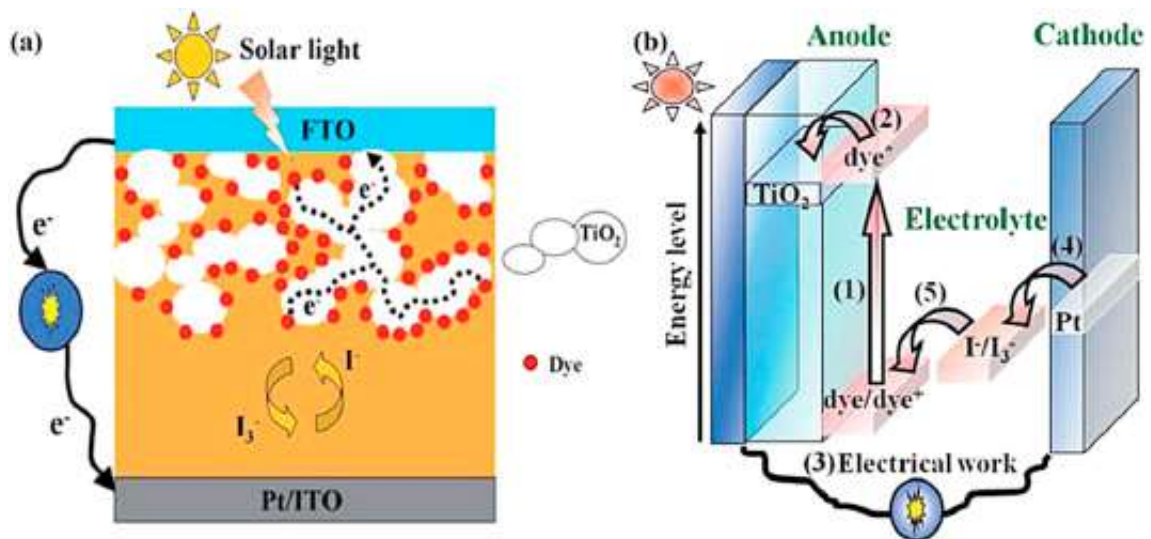 (a)
Solar light
FTO
e⁻
e⁻
e⁻
e⁻
TiO₂
Dye
I⁻
I₃⁻
Pt/ITO
(b)
Anode
Cathode
Energy level
(2)
dye*
TiO₂
Electrolyte
(1)
(4)
(5)
Pt
I⁻/I₃⁻
dye/dye⁺
(3) Electrical work